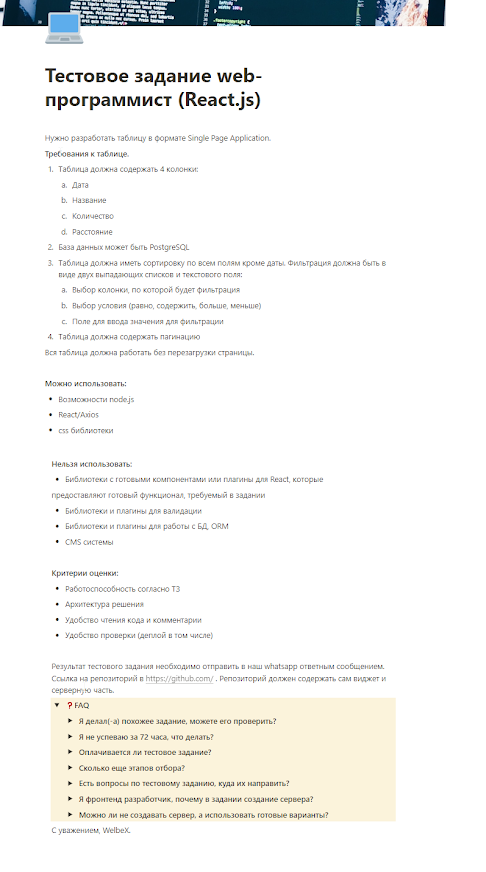 Тестовое задание web-
программист (React.js)
Нужно разработать таблицу в формате Single Page Application.
Требования к таблице.
1. Таблица должна содержать 4 колонки:
a. Дата
b. Название
c. Количество
d. Расстояние
2. База данных может быть PostgreSQL
3. Таблица должна иметь сортировку по всем полям кроме даты. Фильтрация должна быть в
виде двух выпадающих списков и текстового поля:
a. Выбор колонки, по которой будет фильтрация
b. Выбор условия (равно, содержить, больше, меньше)
c. Поле для ввода значения для фильтрации
4. Таблица должна содержать пагинацию
Вся таблица должна работать без перезагрузки страницы.
Можно использовать:
• Возможности node.js
• React/Axios
• css библиотеки
Нельзя использовать:
• Библиотеки с готовыми компонентами или плагины для React, которые
предоставляют готовый функционал, требуемый в задании
• Библиотеки и плагины для валидации
• Библиотеки и плагины для работы с БД, ORM
• CMS системы
Критерии оценки:
• Работоспособность согласно ТЗ
• Архитектура решения
• Удобство чтения кода и комментарии
• Удобство проверки (деплой в том числе)
Результат тестового задания необходимо отправить в наш whatsapp ответным сообщением.
Ссылка на репозиторий в https://github.com/ . Репозиторий должен содержать сам виджет и
серверную часть.
▼ ❓ FAQ
▶ Я делал(-а) похожее задание, можете его проверить?
▶ Я не успеваю за 72 часа, что делать?
▶ Оплачивается ли тестовое задание?
▶ Сколько еще этапов отбора?
▶ Есть вопросы по тестовому заданию, куда их направить?
▶ Я фронтенд разработчик, почему в задании создание сервера?
▶ Можно ли не создавать сервер, а использовать готовые варианты?
С уважением, WelbeX.